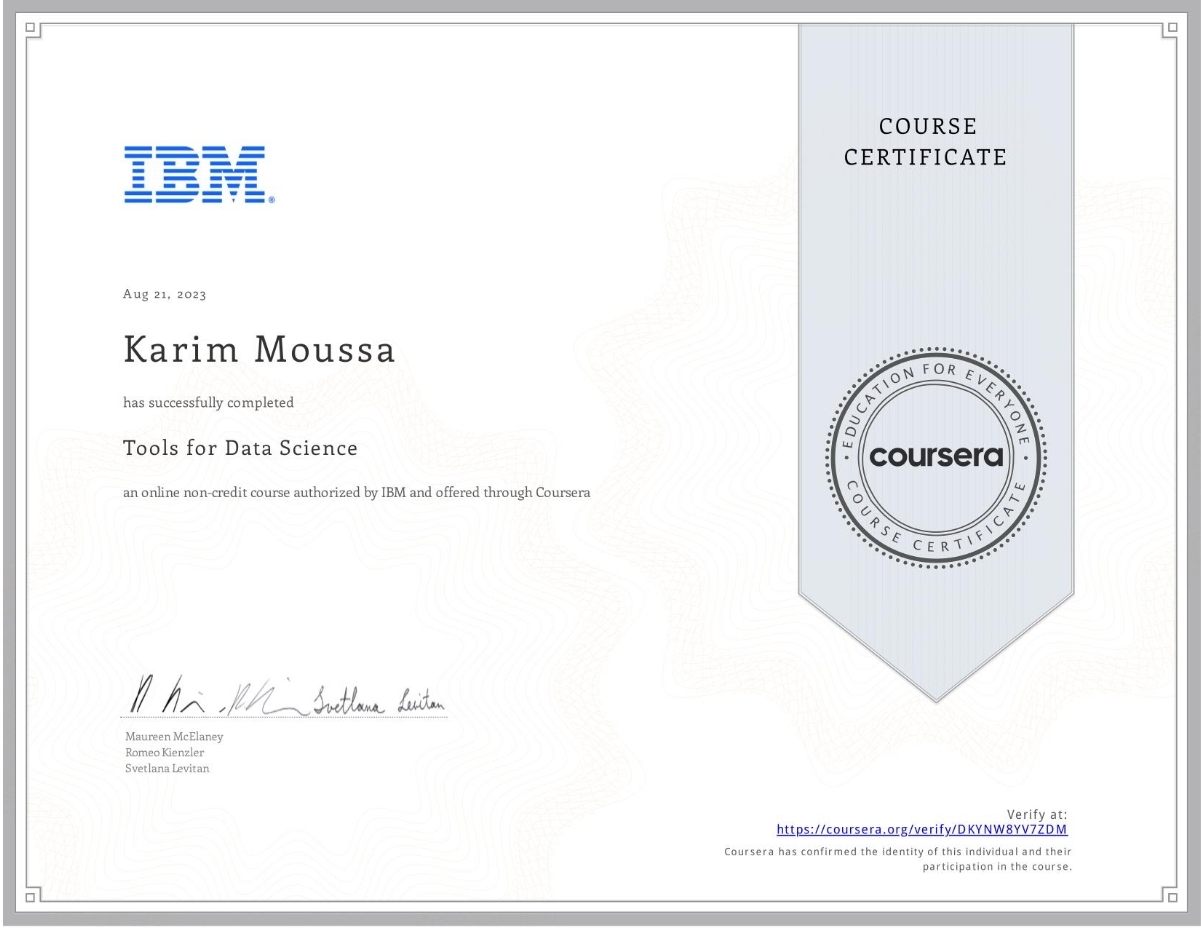 COURSE
CERTIFICATE
IBM®
Aug 21, 2023
Karim Moussa
has successfully completed
Tools for Data Science
an online non-credit course authorized by IBM and offered through Coursera
EDUCATION FOR EVERYONE
coursera
COURSE CERTIFICATE
Svetlana Levitan
Maureen McElaney
Romeo Kienzler
Svetlana Levitan
Verify at:
https://coursera.org/verify/DKYNW8YV7ZDM
Coursera has confirmed the identity of this individual and their
participation in the course.